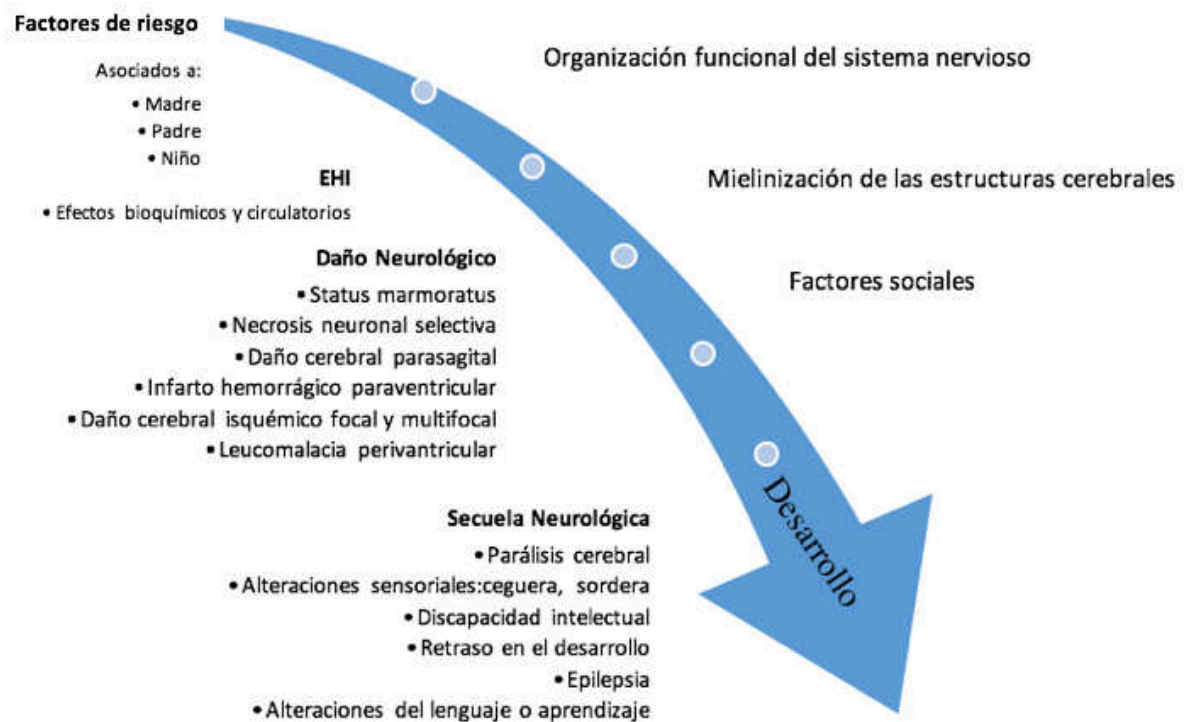 Factores de riesgo
Asociados a:
• Madre
• Padre
• Niño
EHI
• Efectos bioquímicos y circulatorios
Daño Neurológico
• Status marmoratus
• Necrosis neuronal selectiva
• Daño cerebral parasagital
• Infarto hemorrágico paraventricular
• Daño cerebral isquémico focal y multifocal
• Leucomalacia perivantricular
Secuela Neurológica
• Parálisis cerebral
• Alteraciones sensoriales:ceguera, sordera
• Discapacidad intelectual
• Retraso en el desarrollo
• Epilepsia
• Alteraciones del lenguaje o aprendizaje
Organización funcional del sistema nervioso
Mielinización de las estructuras cerebrales
Factores sociales
Desarrollo